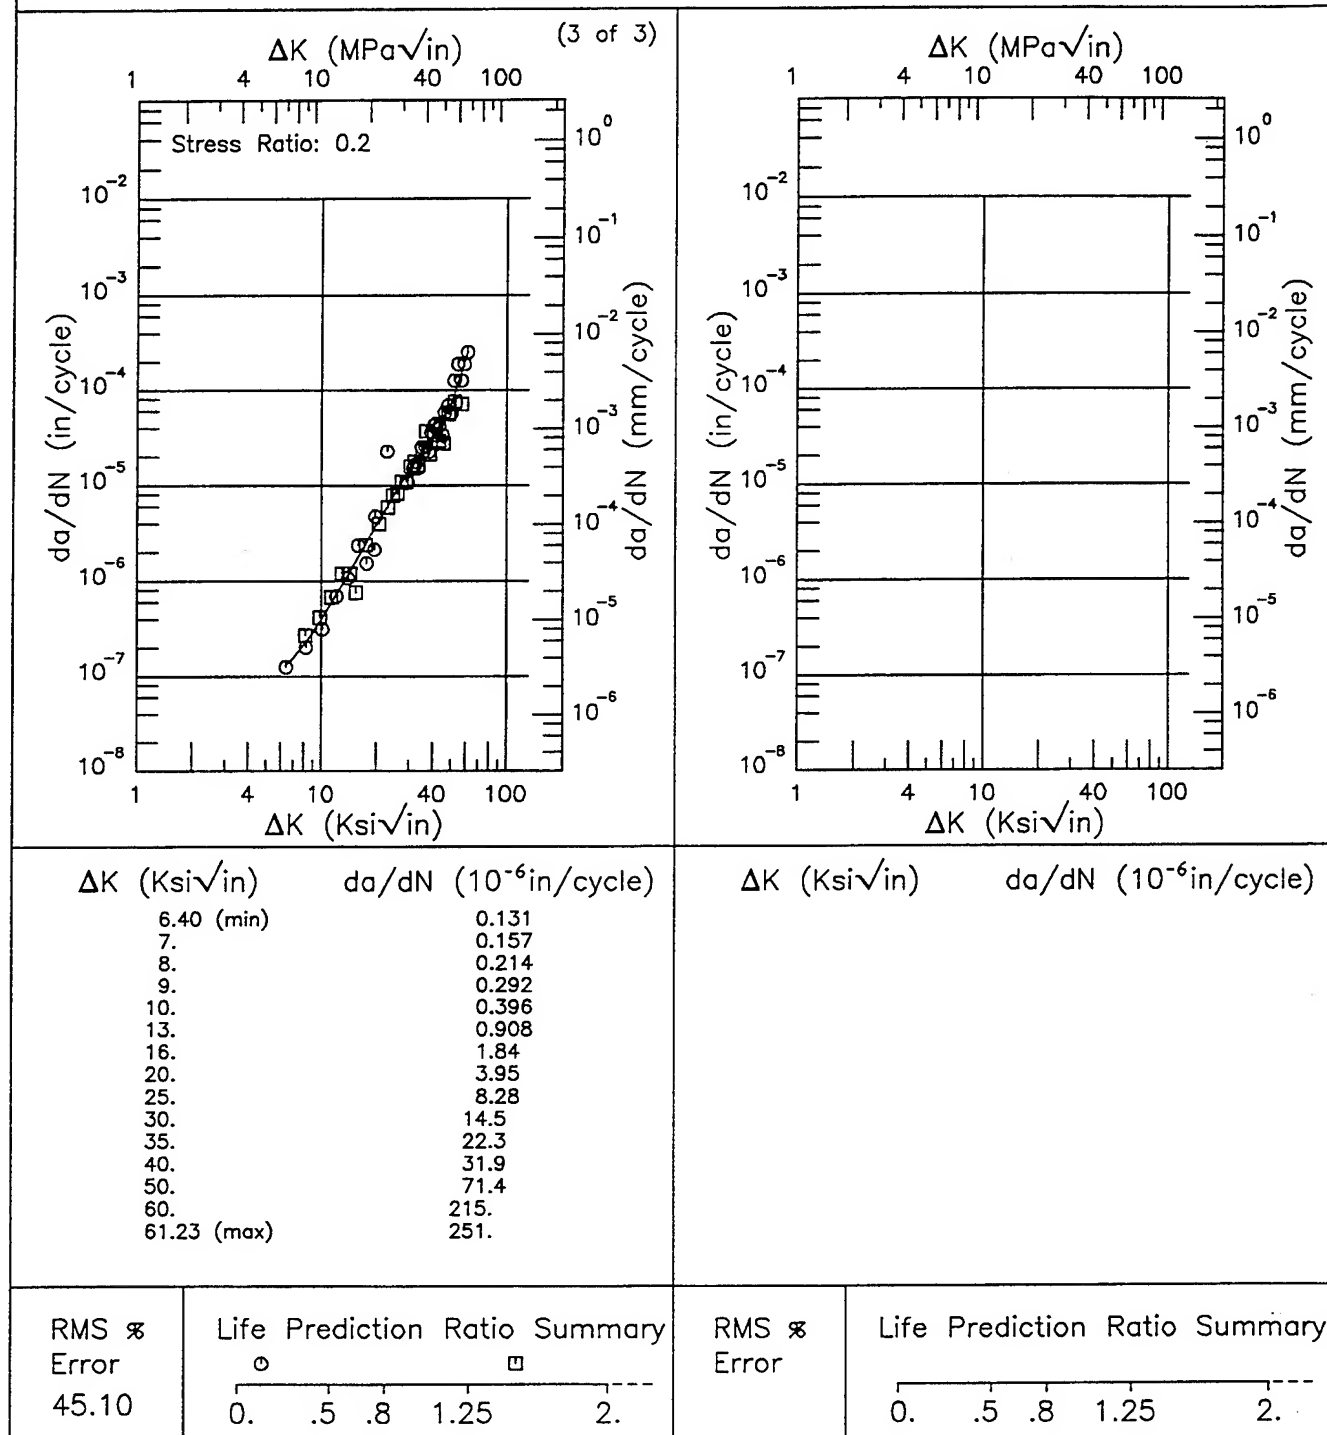 (3 of 3)
ΔK (MPa√in)
1 4 10 40 100
Stress Ratio: 0.2
da/dN (in/cycle)
10⁻²
10⁻³
10⁻⁴
10⁻⁵
10⁻⁶
10⁻⁷
10⁻⁸
10⁰
10⁻¹
10⁻²
10⁻³
10⁻⁴
10⁻⁵
10⁻⁶
da/dN (mm/cycle)
1 4 10 40 100
ΔK (Ksi√in)
ΔK (MPa√in)
1 4 10 40 100
da/dN (in/cycle)
10⁻²
10⁻³
10⁻⁴
10⁻⁵
10⁻⁶
10⁻⁷
10⁻⁸
10⁰
10⁻¹
10⁻²
10⁻³
10⁻⁴
10⁻⁵
10⁻⁶
da/dN (mm/cycle)
1 4 10 40 100
ΔK (Ksi√in)
ΔK (Ksi√in) da/dN (10⁻⁶in/cycle)
6.40 (min) 0.131
7. 0.157
8. 0.214
9. 0.292
10. 0.396
13. 0.908
16. 1.84
20. 3.95
25. 8.28
30. 14.5
35. 22.3
40. 31.9
50. 71.4
60. 215.
61.23 (max) 251.
ΔK (Ksi√in) da/dN (10⁻⁶in/cycle)
RMS %
Error
45.10
Life Prediction Ratio Summary
0. .5 .8 1.25 2.
RMS %
Error
Life Prediction Ratio Summary
0. .5 .8 1.25 2.